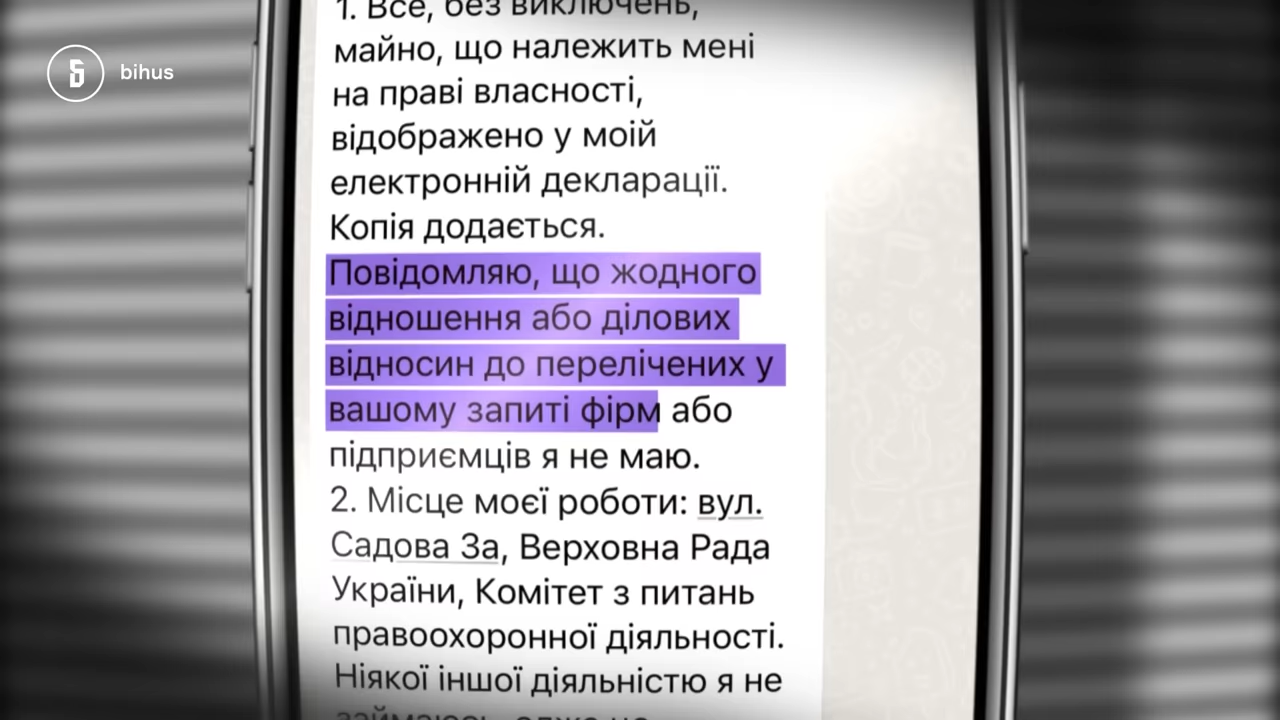 bihus
1. Все, без виключень,
майно, що належить мені
на праві власності,
відображено у моїй
електронній декларації.
Копія додається.
Повідомляю, що жодного
відношення або ділових
відносин до перелічених у
вашому запиті фірм або
підприємців я не маю.
2. Місце моєї роботи: вул.
Садова 3а, Верховна Рада
України, Комітет з питань
правоохоронної діяльності.
Ніякої іншої діяльністю я не